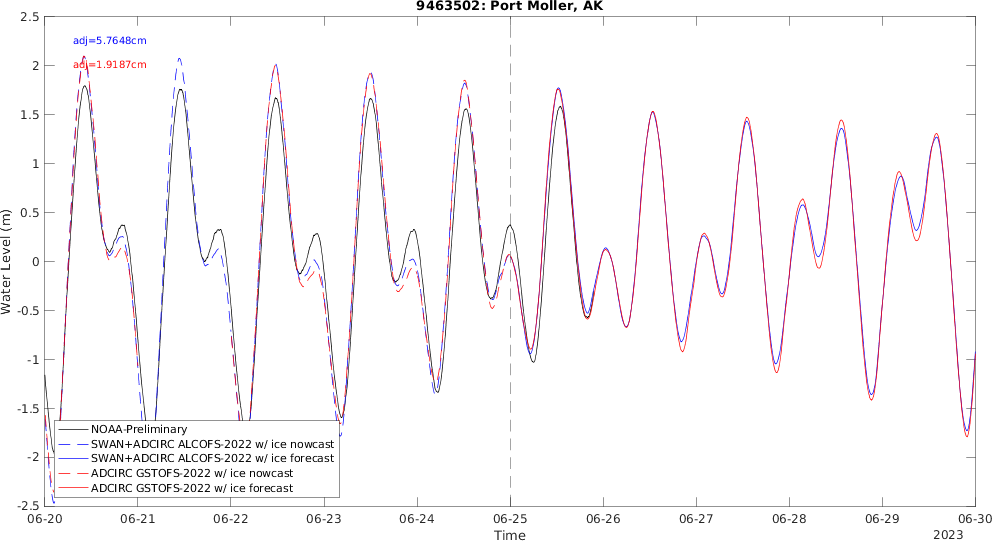 9463502: Port Moller, AK
adj=5.7648cm
adj=1.9187cm
2.5
2
1.5
1
0.5
0
-0.5
-1
-1.5
-2
-2.5
Water Level (m)
NOAA-Preliminary
SWAN+ADCIRC ALCOFS-2022 w/ ice nowcast
SWAN+ADCIRC ALCOFS-2022 w/ ice forecast
ADCIRC GSTOFS-2022 w/ ice nowcast
ADCIRC GSTOFS-2022 w/ ice forecast
06-20 06-21 06-22 06-23 06-24 06-25 06-26 06-27 06-28 06-29 06-30
Time
2023